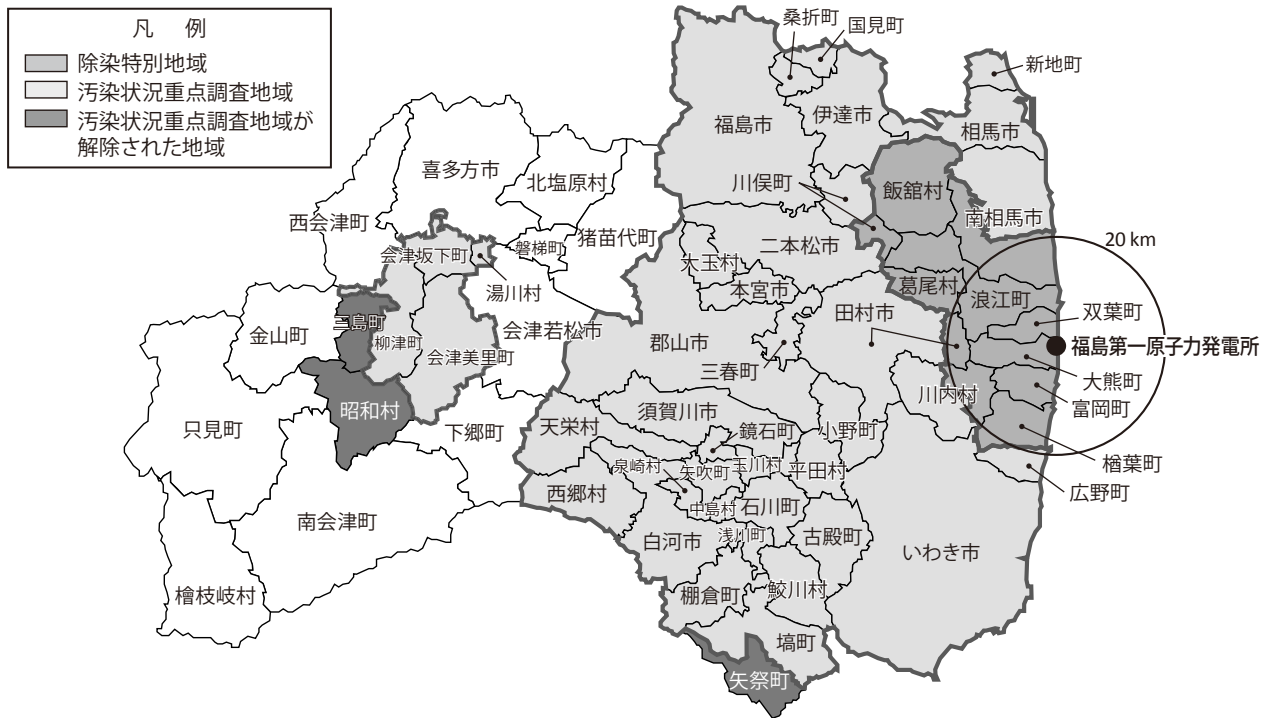 凡 例
除染特別地域
汚染状況重点調査地域
汚染状況重点調査地域が
解除された地域
桑折町
国見町
新地町
福島市
伊達市
相馬市
喜多方市
北塩原村
川俣町
飯舘村
西会津町
南相馬市
猪苗代町
磐梯町
二本松市
20 km
会津坂下町
大玉村
湯川村
本宮市
葛尾村
浪江町
双葉町
三島町
金山町
柳津町
会津若松市
田村市
郡山市
福島第一原子力発電所
会津美里町
三春町
大熊町
川内村
富岡町
昭和村
須賀川市
只見町
下郷町
天栄村
鏡石町
小野町
泉崎村
矢吹町
玉川村
平田村
楢葉町
西郷村
広野町
中島村
石川町
南会津町
白河市
浅川町
古殿町
いわき市
檜枝岐村
棚倉町
鮫川村
塙町
矢祭町